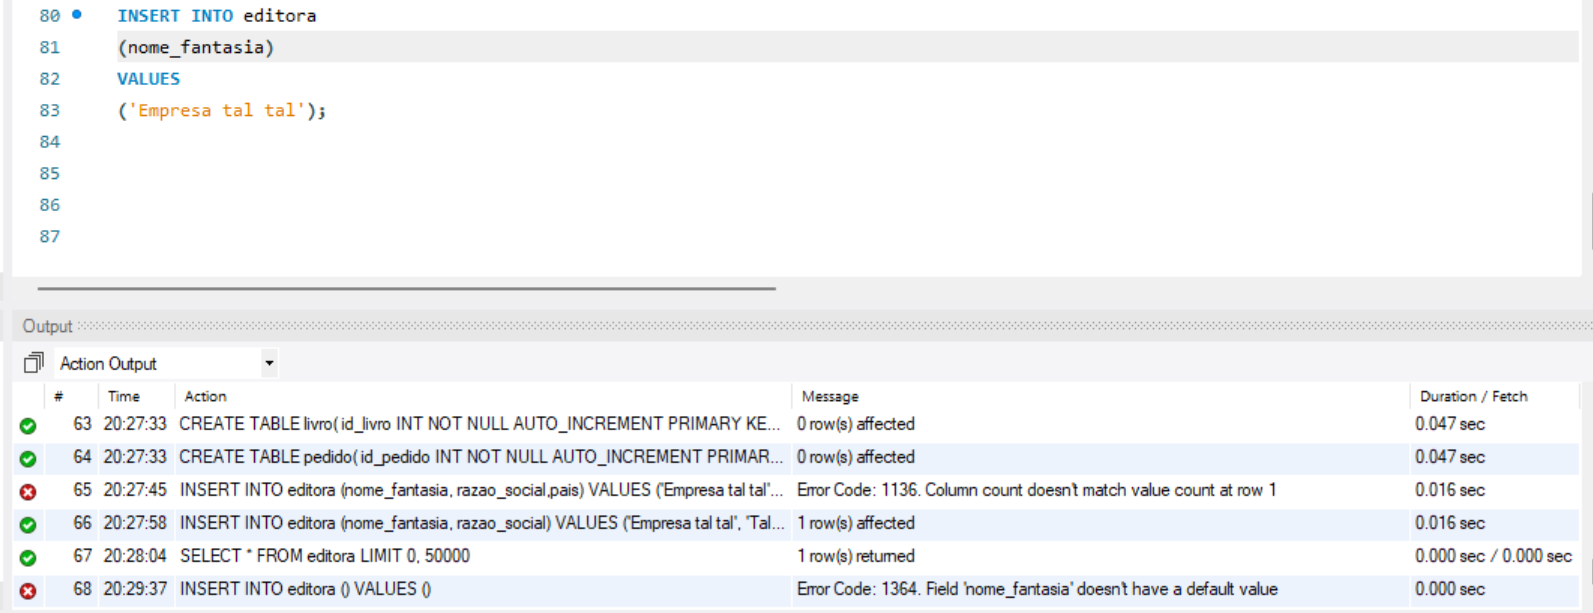 80 INSERT INTO editora
81 (nome_fantasia)
82 VALUES
83 ('Empresa tal tal');
84
85
86
87
Output
Action Output
# Time Action Message Duration / Fetch
63 20:27:33 CREATE TABLE livro( id_livro INT NOT NULL AUTO_INCREMENT PRIMARY KE... 0 row(s) affected 0.047 sec
64 20:27:33 CREATE TABLE pedido( id_pedido INT NOT NULL AUTO_INCREMENT PRIMAR... 0 row(s) affected 0.047 sec
65 20:27:45 INSERT INTO editora (nome_fantasia, razao_social,pais) VALUES ('Empresa tal tal'... Error Code: 1136. Column count doesn't match value count at row 1 0.016 sec
66 20:27:58 INSERT INTO editora (nome_fantasia, razao_social) VALUES ('Empresa tal tal', 'Tal... 1 row(s) affected 0.016 sec
67 20:28:04 SELECT * FROM editora LIMIT 0, 50000 1 row(s) returned 0.000 sec / 0.000 sec
68 20:29:37 INSERT INTO editora () VALUES () Error Code: 1364. Field 'nome_fantasia' doesn't have a default value 0.000 sec